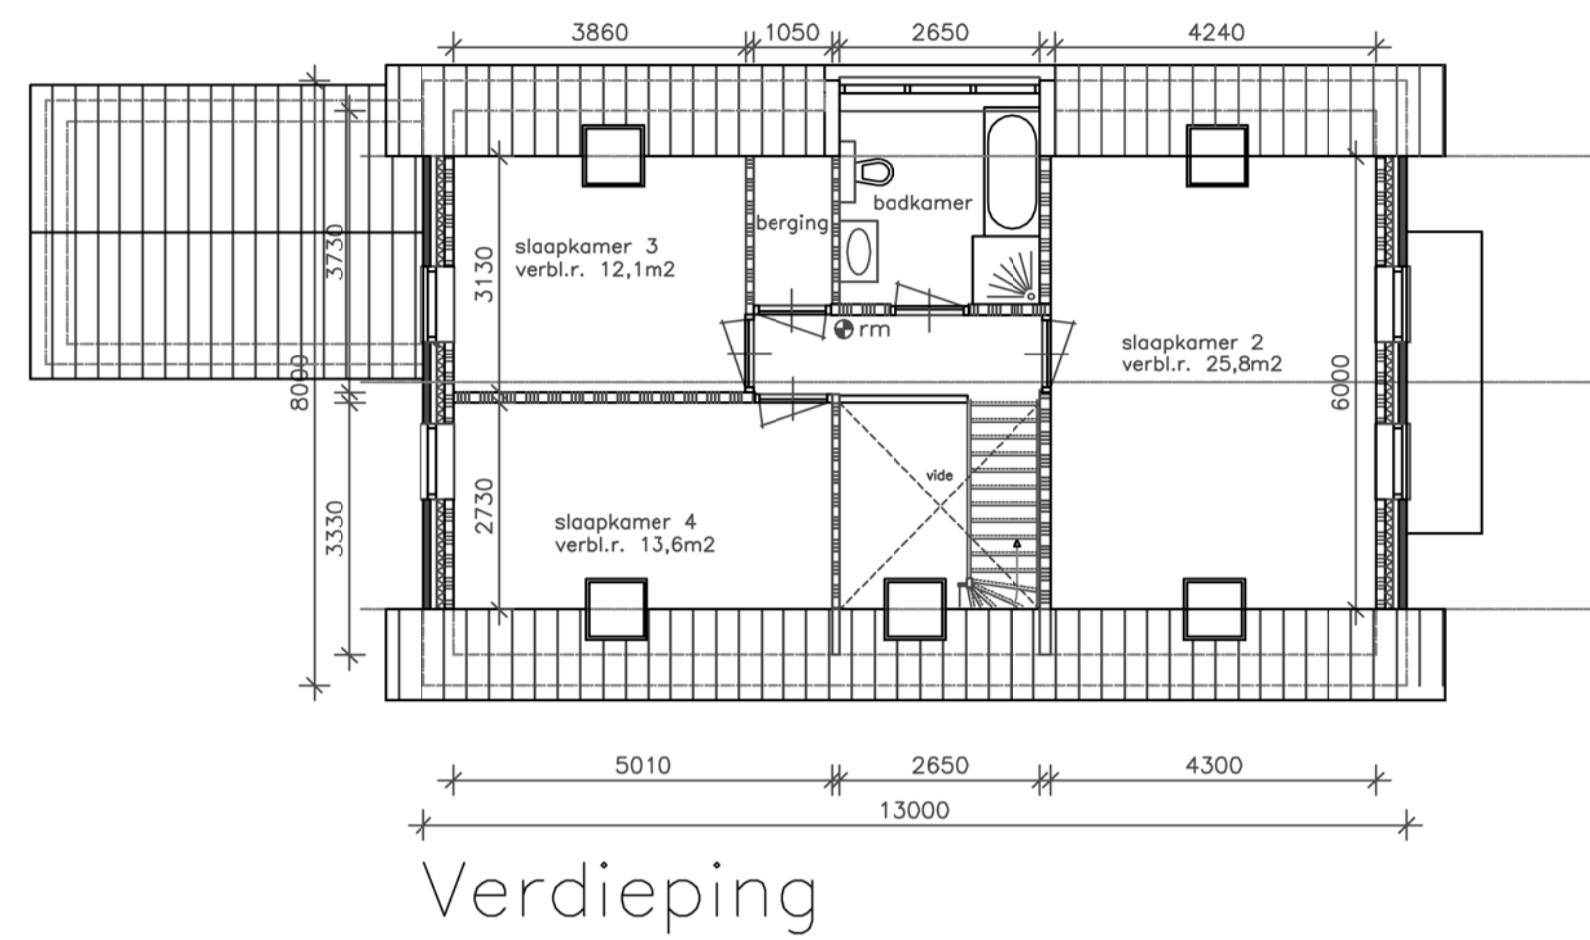 3860 1050 2650 4240
berging
badkamer
slaapkamer 3
verbl.r. 12,1m2
3730
3130
rm
slaapkamer 2
verbl.r. 25,8m2
8000
6000
vide
2730
3330
slaapkamer 4
verbl.r. 13,6m2
5010 2650 4300
13000
Verdieping